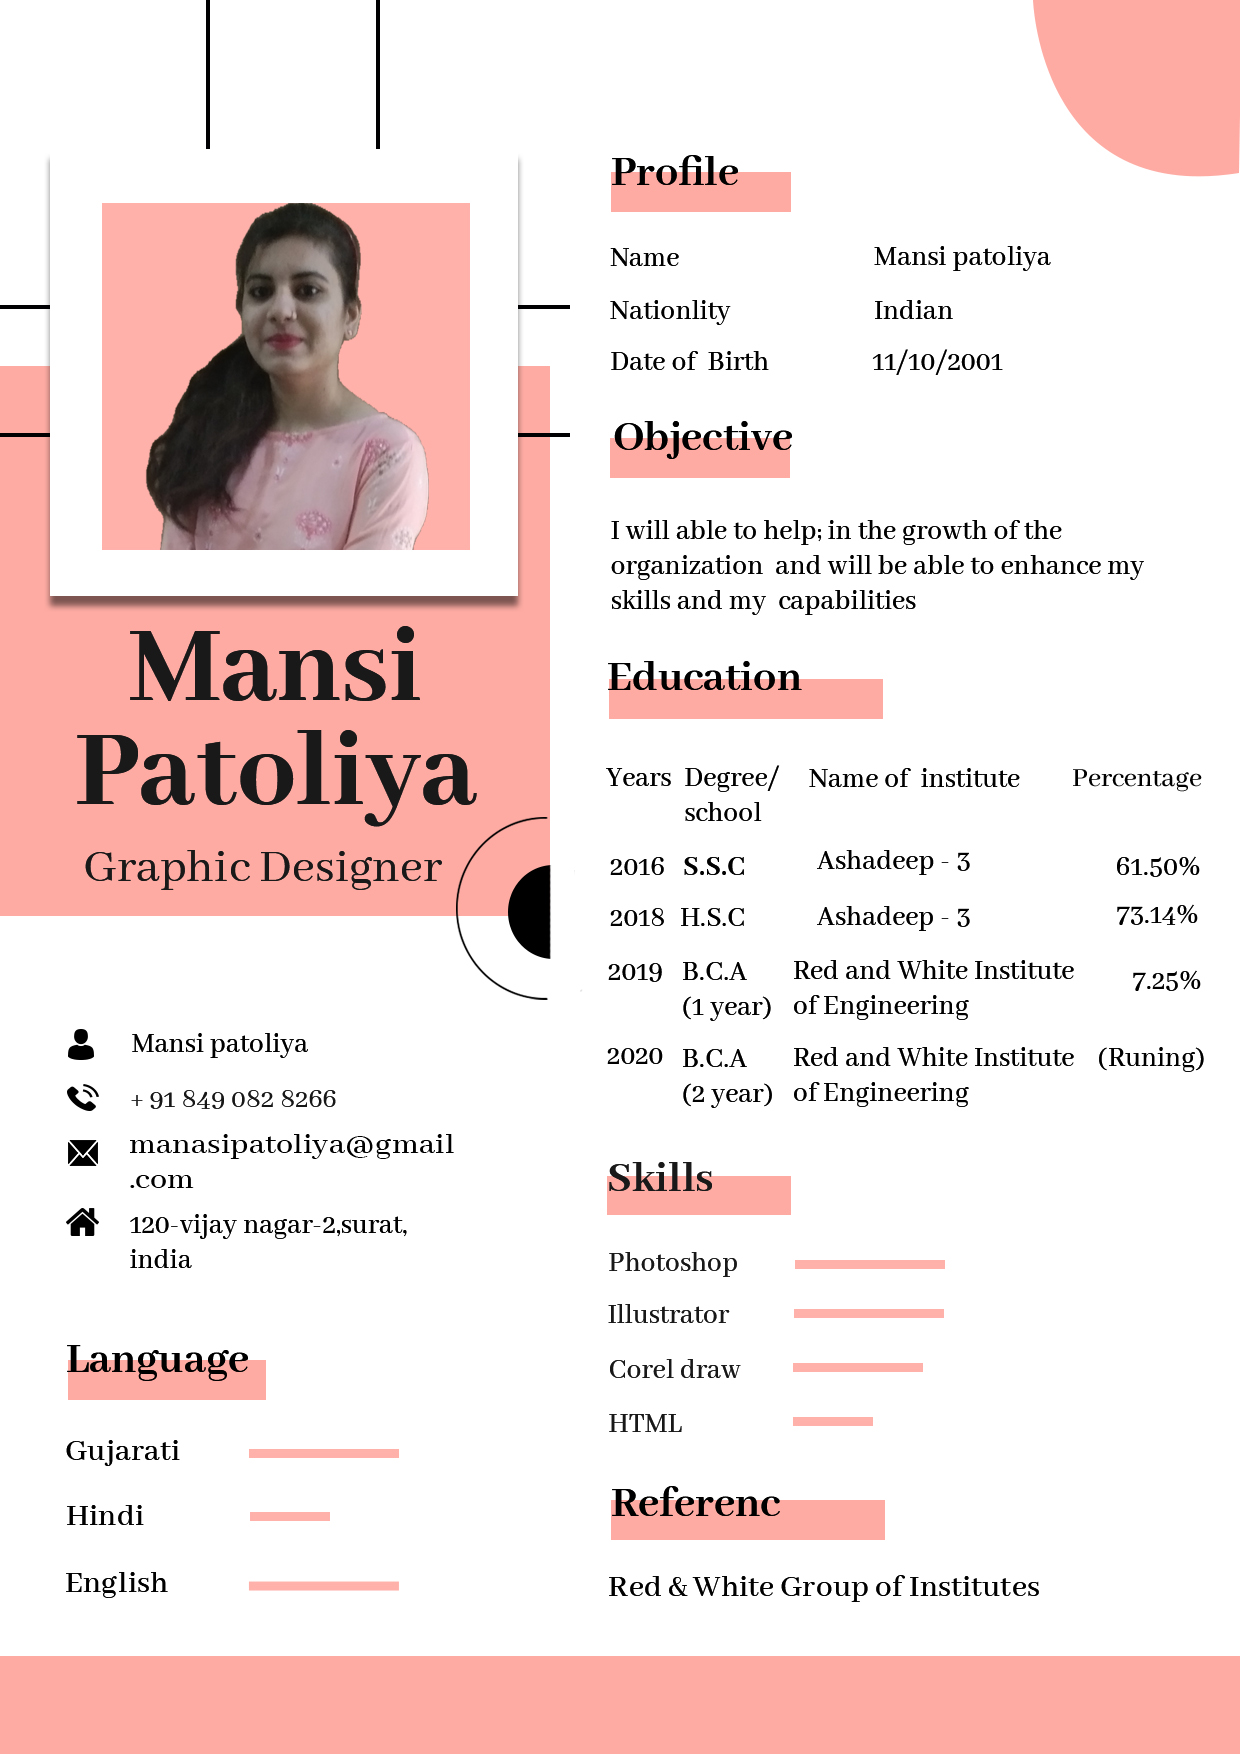 Mansi
Patoliya
Graphic Designer
Mansi patoliya
+ 91 849 082 8266
manasipatoliya@gmail
.com
120-vijay nagar-2,surat,
india
Language
Gujarati
Hindi
English
Profile
Name Mansi patoliya
Nationlity Indian
Date of Birth 11/10/2001
Objective
I will able to help; in the growth of the
organization and will be able to enhance my
skills and my capabilities
Education
Years Degree/ Name of institute Percentage
school
2016 S.S.C Ashadeep - 3 61.50%
2018 H.S.C Ashadeep - 3 73.14%
2019 B.C.A Red and White Institute 7.25%
(1 year) of Engineering
2020 B.C.A Red and White Institute (Runing)
(2 year) of Engineering
Skills
Photoshop
Illustrator
Corel draw
HTML
Referenc
Red & White Group of Institutes